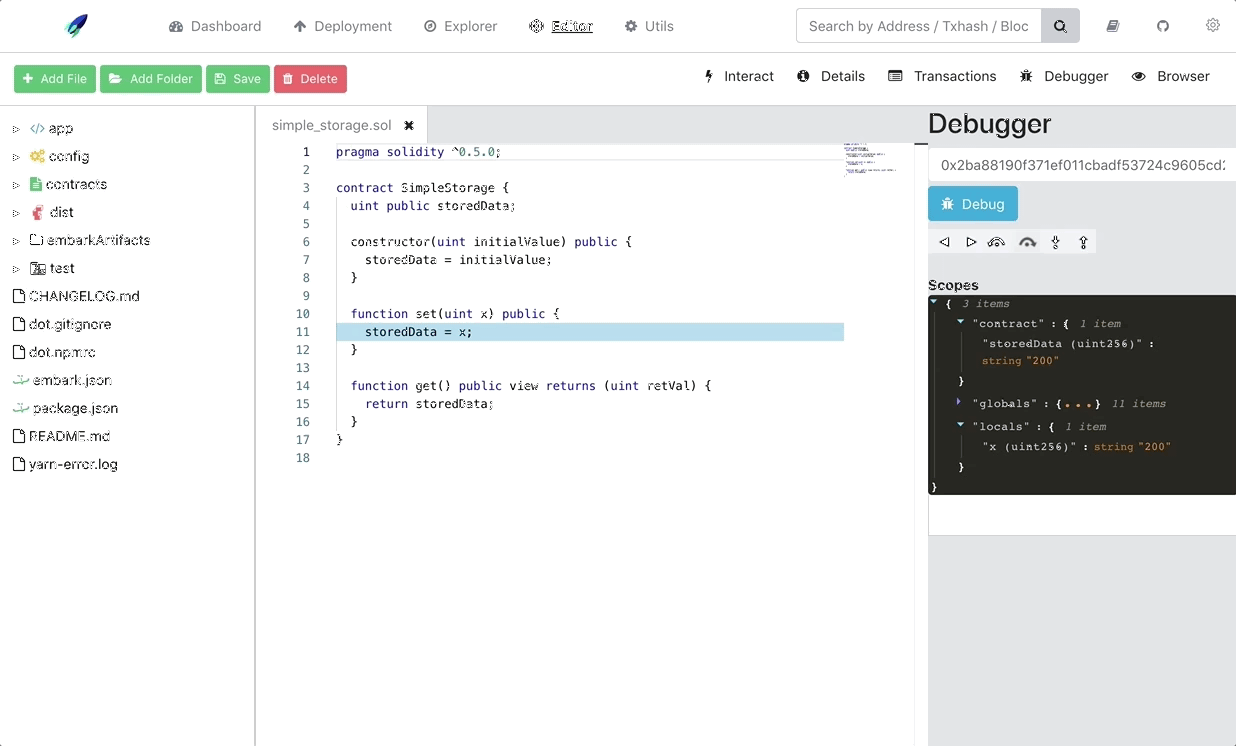 Dashboard Deployment Explorer Editor Utils Search by Address / Txhash / Bloc
Add File Add Folder Save Delete Interact Details Transactions Debugger Browser
app
config
contracts
dist
embarkArtifacts
test
CHANGELOG.md
dot.gitignore
dot.npmrc
embark.json
package.json
README.md
yarn-error.log
simple_storage.sol
1 pragma solidity ^0.5.0;
2
3 contract SimpleStorage {
4 uint public storedData;
5
6 constructor(uint initialValue) public {
7 storedData = initialValue;
8 }
9
10 function set(uint x) public {
11 storedData = x;
12 }
13
14 function get() public view returns (uint retVal) {
15 return storedData;
16 }
17 }
18
Debugger
0x2ba88190f371ef011cbadf53724c9605cd2
Debug
Scopes
{ 3 items
"contract" : { 1 item
"storedData (uint256)" :
string "200"
}
"globals" : {...} 11 items
"locals" : { 1 item
"x (uint256)" : string "200"
}
}